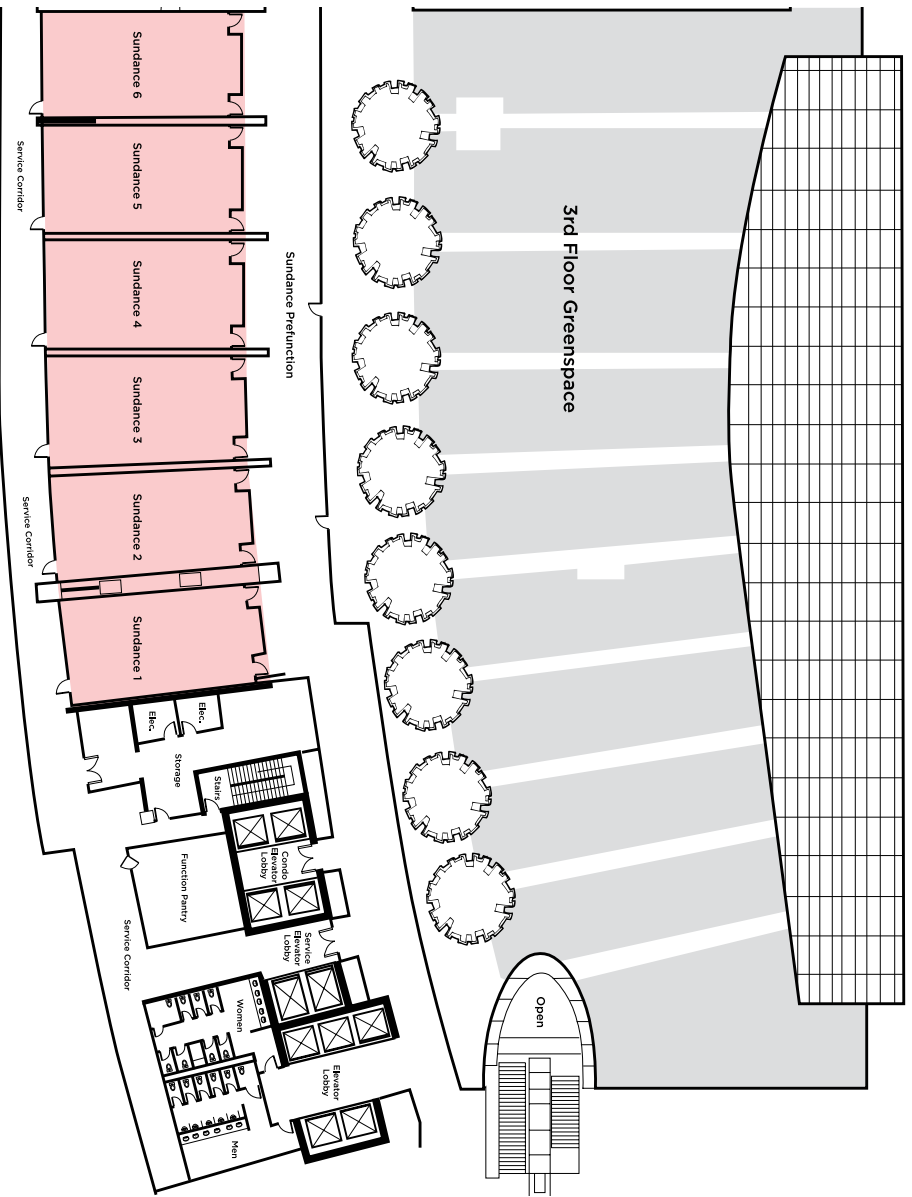 Sundance 6
Sundance 5
Sundance 4
Sundance 3
Sundance 2
Sundance 1
Service Corridor
Service Corridor
Sundance Prefunction
3rd Floor Greenspace
Elec.
Elec.
Storage
Stairs
Condo
Elevator
Lobby
Function Pantry
Service
Elevator
Lobby
Service Corridor
Women
Elevator
Lobby
Men
Open